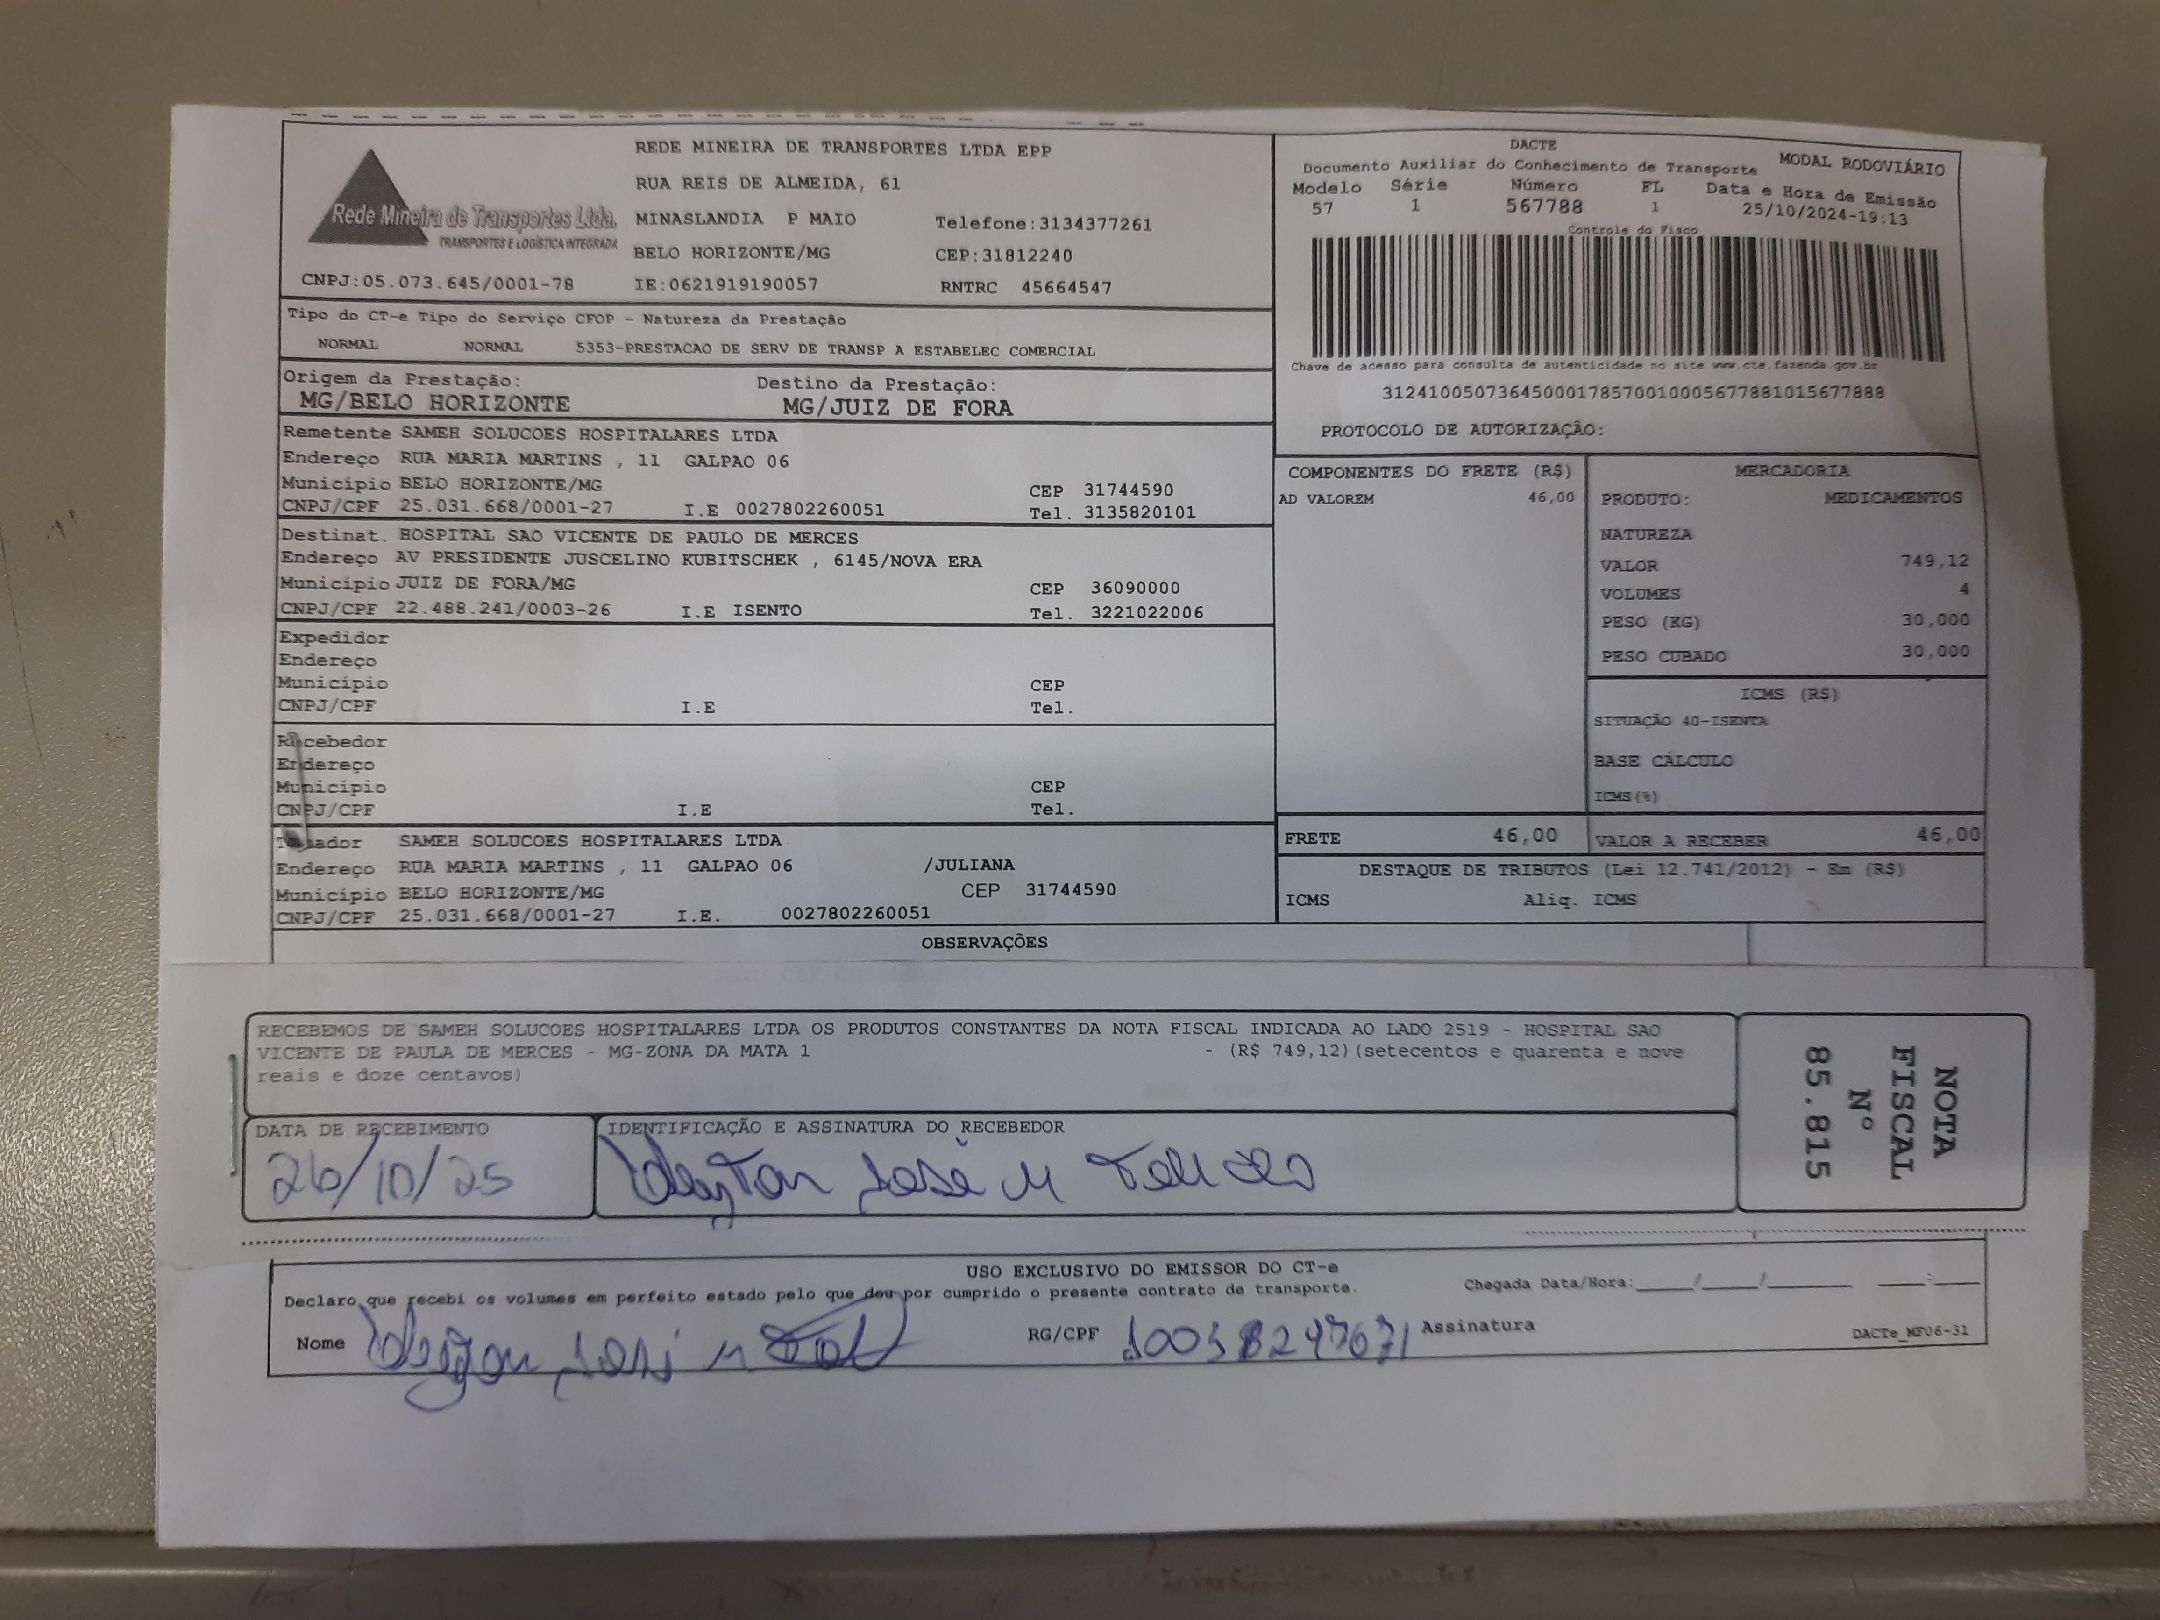 REDE MINEIRA DE TRANSPORTES LTDA EPP
RUA REIS DE ALMEIDA, 61
Rede Mineira de Transportes Ltda.
TRANSPORTES E LOGÍSTICA INTEGRADA
MINASLANDIA P MAIO Telefone:3134377261
BELO HORIZONTE/MG CEP:31812240
CNPJ:05.073.645/0001-78 IE:0621919190057 RNTRC 45664547
DACTE
Documento Auxiliar do Conhecimento de Transporte MODAL RODOVIÁRIO
Modelo Série Número FL Data e Hora de Emissão
57 1 567788 1 25/10/2024-19:13
Controle do Fisco
Chave de acesso para consulta de autenticidade no site www.cte.fazenda.gov.br
31241005073645000178570010005677881015677888
PROTOCOLO DE AUTORIZAÇÃO:
Tipo do CT-e Tipo do Serviço CFOP - Natureza da Prestação
NORMAL NORMAL 5353-PRESTACAO DE SERV DE TRANSP A ESTABELEC COMERCIAL
Origem da Prestação: Destino da Prestação:
MG/BELO HORIZONTE MG/JUIZ DE FORA
Remetente SAMEH SOLUCOES HOSPITALARES LTDA
Endereço RUA MARIA MARTINS , 11 GALPAO 06
Município BELO HORIZONTE/MG CEP 31744590
CNPJ/CPF 25.031.668/0001-27 I.E 0027802260051 Tel. 3135820101
Destinat. HOSPITAL SAO VICENTE DE PAULO DE MERCES
Endereço AV PRESIDENTE JUSCELINO KUBITSCHEK , 6145/NOVA ERA
Município JUIZ DE FORA/MG CEP 36090000
CNPJ/CPF 22.488.241/0003-26 I.E ISENTO Tel. 3221022006
Expedidor
Endereço
Município CEP
CNPJ/CPF I.E Tel.
Recebedor
Endereço
Município CEP
CNPJ/CPF I.E Tel.
Tomador SAMEH SOLUCOES HOSPITALARES LTDA
Endereço RUA MARIA MARTINS , 11 GALPAO 06 /JULIANA
Município BELO HORIZONTE/MG CEP 31744590
CNPJ/CPF 25.031.668/0001-27 I.E. 0027802260051
COMPONENTES DO FRETE (R$)
AD VALOREM 46,00
MERCADORIA
PRODUTO: MEDICAMENTOS
NATUREZA
VALOR 749,12
VOLUMES 4
PESO (KG) 30,000
PESO CUBADO 30,000
ICMS (R$)
SITUAÇÃO 40-ISENTA
BASE CÁLCULO
ICMS(%)
FRETE 46,00 VALOR A RECEBER 46,00
DESTAQUE DE TRIBUTOS (Lei 12.741/2012) - Em (R$)
ICMS Aliq. ICMS
OBSERVAÇÕES
RECEBEMOS DE SAMEH SOLUCOES HOSPITALARES LTDA OS PRODUTOS CONSTANTES DA NOTA FISCAL INDICADA AO LADO 2519 - HOSPITAL SAO
VICENTE DE PAULA DE MERCES - MG-ZONA DA MATA 1 - (R$ 749,12)(setecentos e quarenta e nove
reais e doze centavos)
DATA DE RECEBIMENTO IDENTIFICAÇÃO E ASSINATURA DO RECEBEDOR
26/10/25 José M
NOTA
FISCAL
Nº
85.815
USO EXCLUSIVO DO EMISSOR DO CT-e
Declaro que recebi os volumes em perfeito estado pelo que dou por cumprido o presente contrato de transporte. Chegada Data/Hora:____/____/______ ___:___
Nome RG/CPF Assinatura DACTe_MF06-31